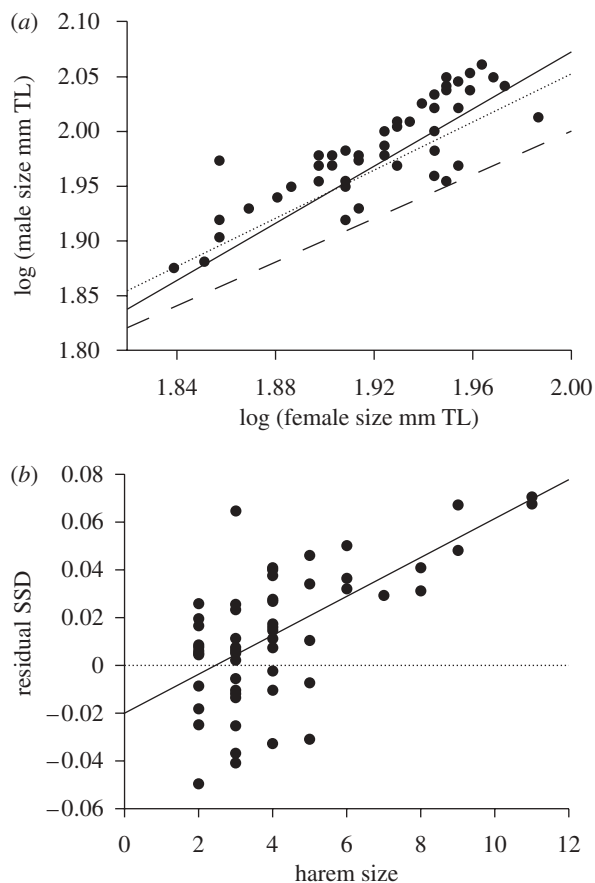 (a)
log (male size mm TL)
2.10
2.05
2.00
1.95
1.90
1.85
1.80
1.84 1.88 1.92 1.96 2.00
log (female size mm TL)
(b)
residual SSD
0.08
0.06
0.04
0.02
0
−0.02
−0.04
−0.06
0 2 4 6 8 10 12
harem size